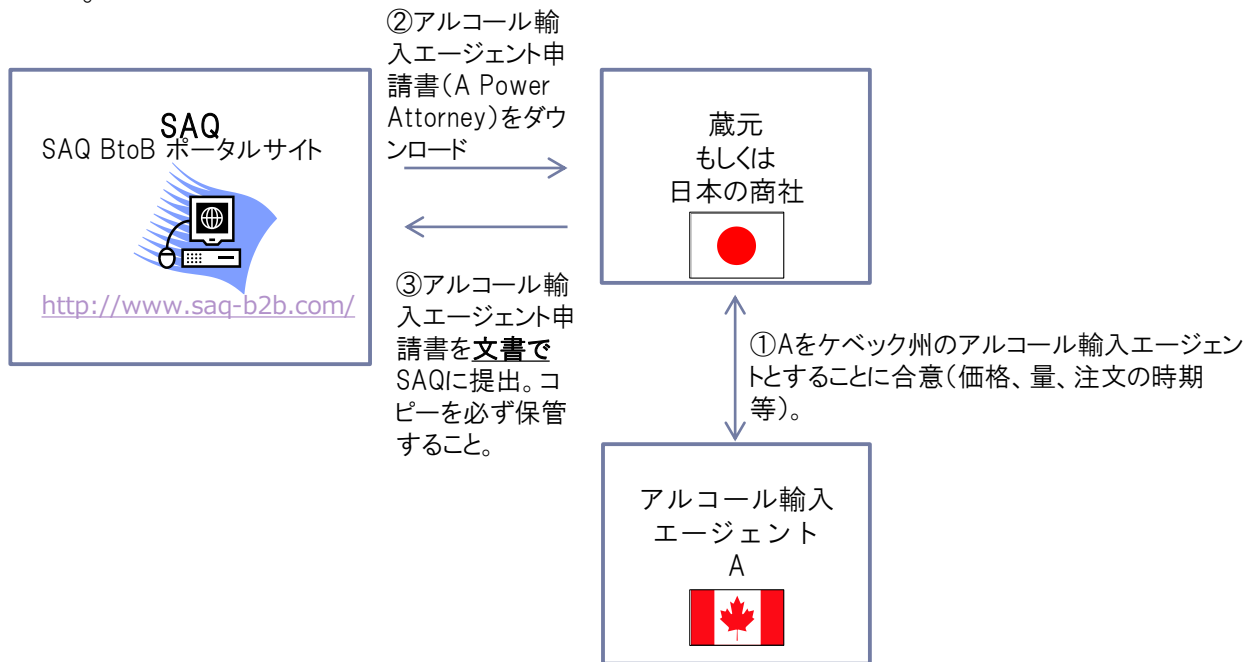 ②アルコール輸
入エージェント申
請書(A Power
Attorney)をダウ
ンロード
SAQ
SAQ BtoB ポータルサイト
http://www.saq-b2b.com/
蔵元
もしくは
日本の商社
③アルコール輸
入エージェント申
請書を文書で
SAQに提出。コ
ピーを必ず保管
すること。
①Aをケベック州のアルコール輸入エージェン
トとすることに合意(価格、量、注文の時期
等)。
アルコール輸入
エージェント
A